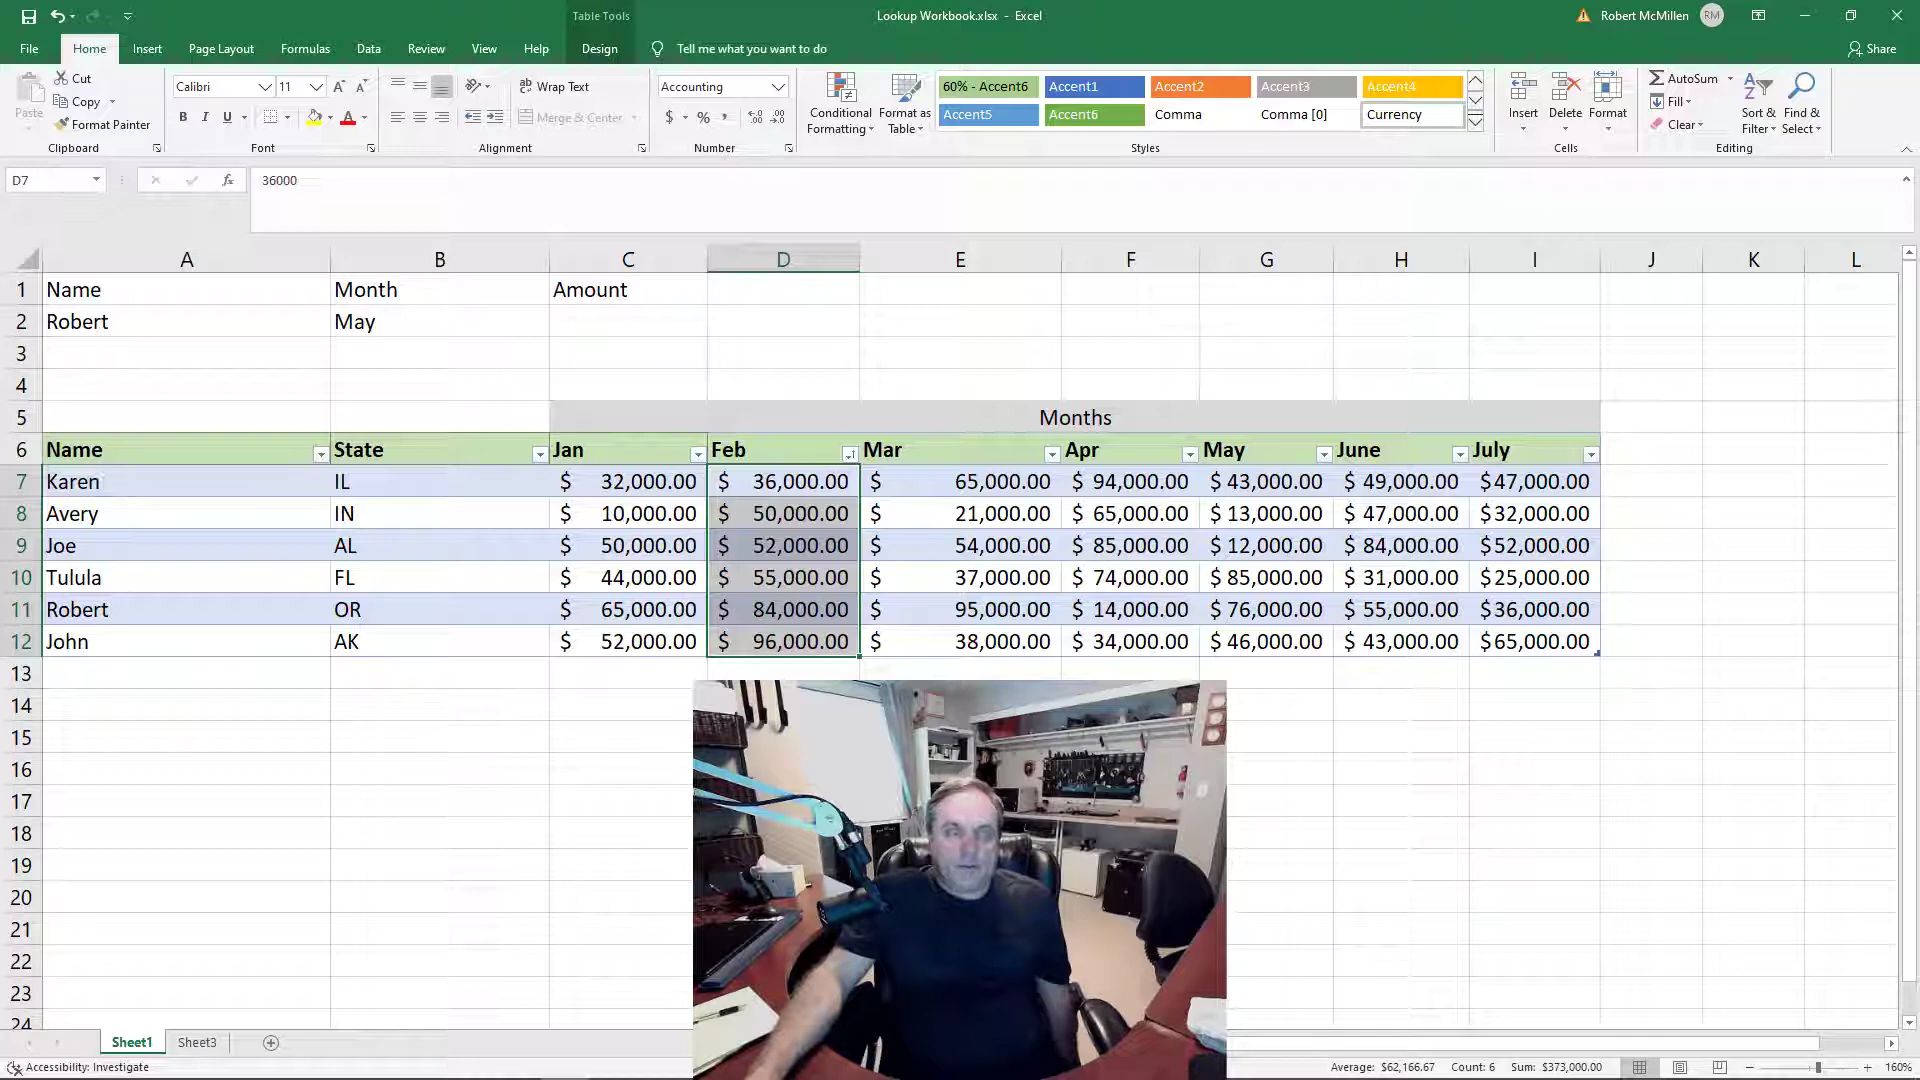 Table Tools
Lookup Workbook.xlsx - Excel
Robert McMillen
RM
File
Home
Insert
Page Layout
Formulas
Data
Review
View
Help
Design
Tell me what you want to do
Share
Paste
Cut
Copy
Format Painter
Clipboard
Calibri
11
B I U
Font
Wrap Text
Merge & Center
Alignment
Accounting
$ % ,
Number
Conditional Formatting
Format as Table
60% - Accent6
Accent1
Accent2
Accent3
Accent4
Accent5
Accent6
Comma
Comma [0]
Currency
Styles
Insert
Delete
Format
Cells
AutoSum
Fill
Clear
Sort & Filter
Find & Select
Editing
D7
fx
36000
A B C D E F G H I J K L
1 Name Month Amount
2 Robert May
3
4
5 Months
6 Name State Jan Feb Mar Apr May June July
7 Karen IL $ 32,000.00 $ 36,000.00 $ 65,000.00 $ 94,000.00 $ 43,000.00 $ 49,000.00 $47,000.00
8 Avery IN $ 10,000.00 $ 50,000.00 $ 21,000.00 $ 65,000.00 $ 13,000.00 $ 47,000.00 $32,000.00
9 Joe AL $ 50,000.00 $ 52,000.00 $ 54,000.00 $ 85,000.00 $ 12,000.00 $ 84,000.00 $52,000.00
10 Tulula FL $ 44,000.00 $ 55,000.00 $ 37,000.00 $ 74,000.00 $ 85,000.00 $ 31,000.00 $25,000.00
11 Robert OR $ 65,000.00 $ 84,000.00 $ 95,000.00 $ 14,000.00 $ 76,000.00 $ 55,000.00 $36,000.00
12 John AK $ 52,000.00 $ 96,000.00 $ 38,000.00 $ 34,000.00 $ 46,000.00 $ 43,000.00 $65,000.00
13
14
15
16
17
18
19
20
21
22
23
24
Sheet1
Sheet3
Accessibility: Investigate
Average: $62,166.67
Count: 6
Sum: $373,000.00
160%